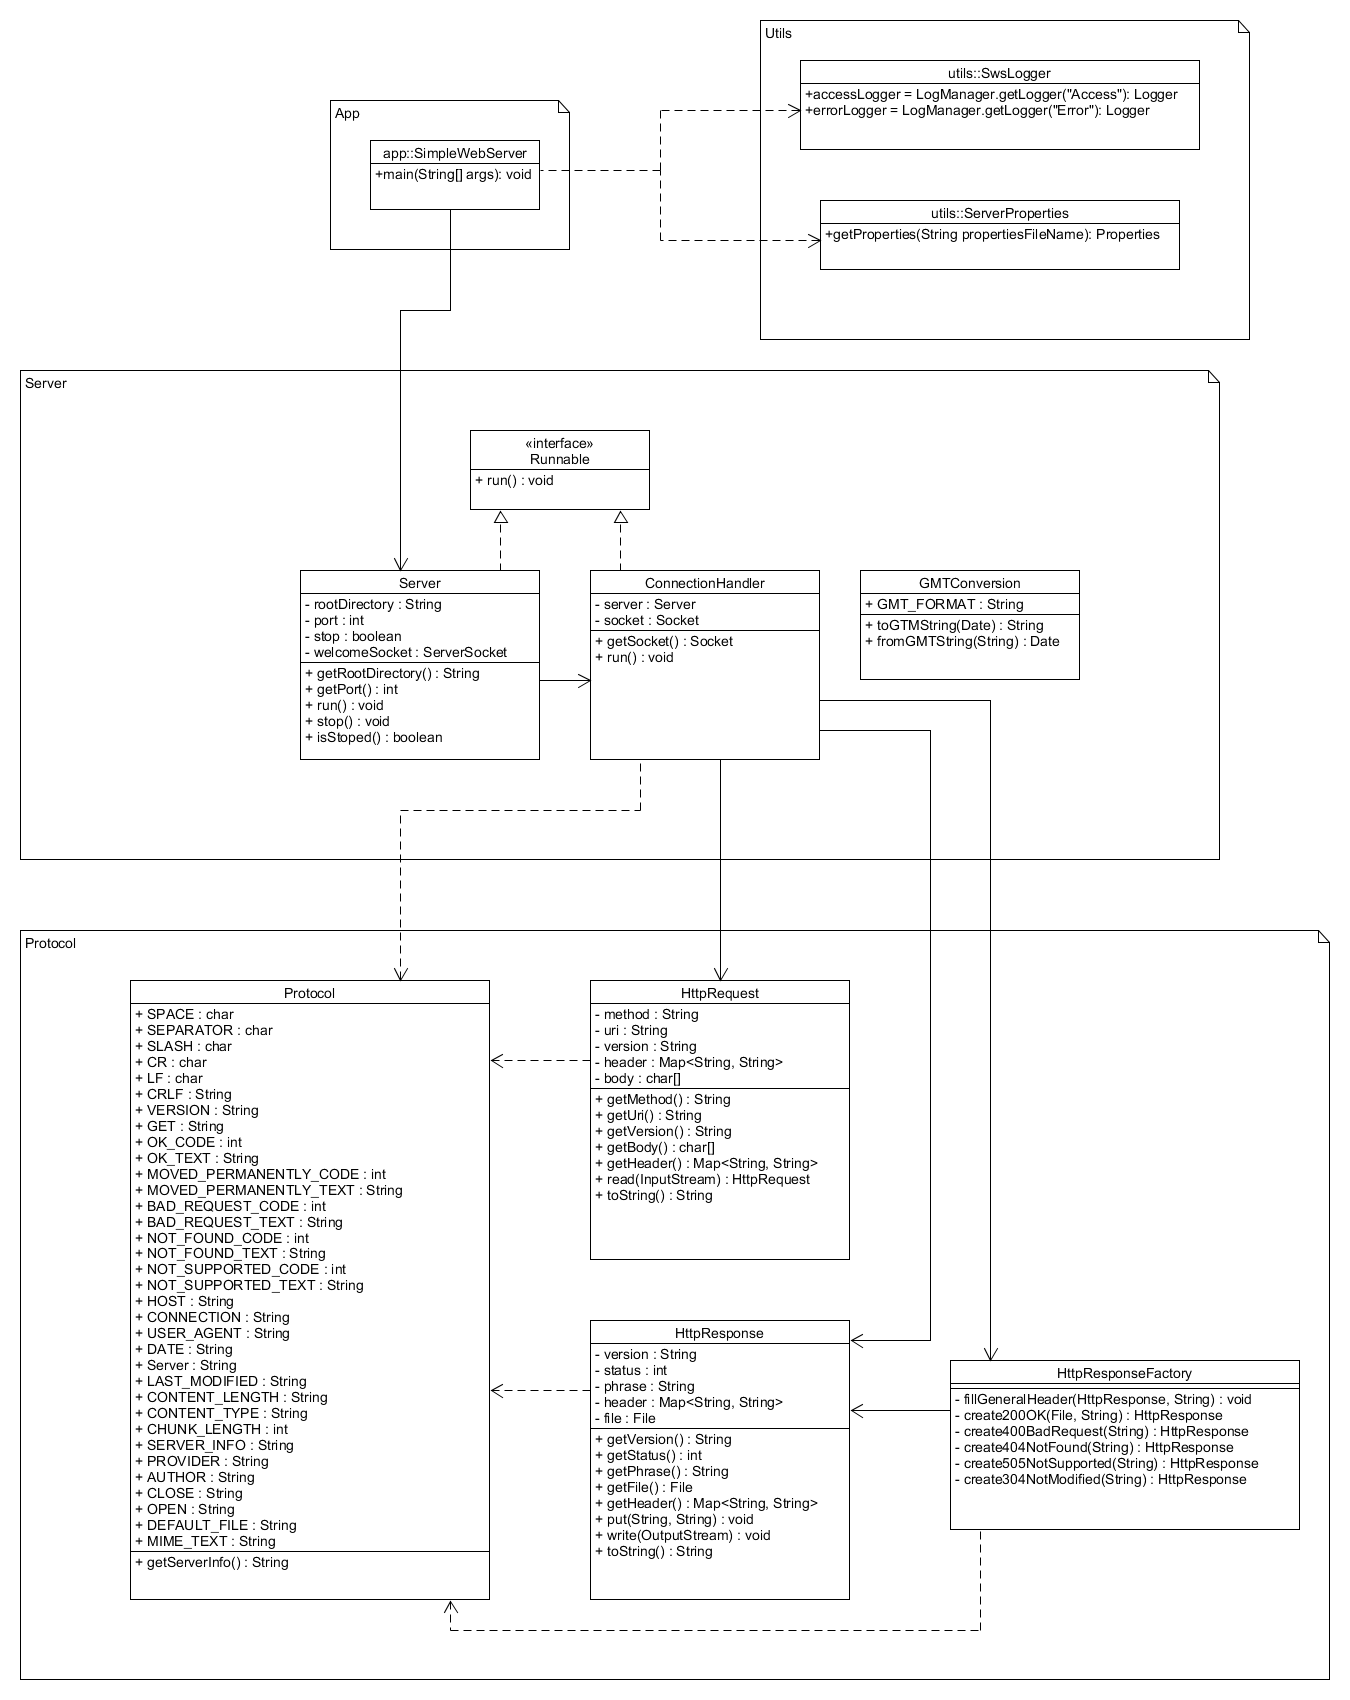 Utils
utils::SwsLogger
+accessLogger = LogManager.getLogger("Access"): Logger
+errorLogger = LogManager.getLogger("Error"): Logger
App
app::SimpleWebServer
+main(String[] args): void
utils::ServerProperties
+getProperties(String propertiesFileName): Properties
Server
«interface»
Runnable
+ run() : void
Server
- rootDirectory : String
- port : int
- stop : boolean
- welcomeSocket : ServerSocket
+ getRootDirectory() : String
+ getPort() : int
+ run() : void
+ stop() : void
+ isStoped() : boolean
ConnectionHandler
- server : Server
- socket : Socket
+ getSocket() : Socket
+ run() : void
GMTConversion
+ GMT_FORMAT : String
+ toGTMString(Date) : String
+ fromGMTString(String) : Date
Protocol
Protocol
+ SPACE : char
+ SEPARATOR : char
+ SLASH : char
+ CR : char
+ LF : char
+ CRLF : String
+ VERSION : String
+ GET : String
+ OK_CODE : int
+ OK_TEXT : String
+ MOVED_PERMANENTLY_CODE : int
+ MOVED_PERMANENTLY_TEXT : String
+ BAD_REQUEST_CODE : int
+ BAD_REQUEST_TEXT : String
+ NOT_FOUND_CODE : int
+ NOT_FOUND_TEXT : String
+ NOT_SUPPORTED_CODE : int
+ NOT_SUPPORTED_TEXT : String
+ HOST : String
+ CONNECTION : String
+ USER_AGENT : String
+ DATE : String
+ Server : String
+ LAST_MODIFIED : String
+ CONTENT_LENGTH : String
+ CONTENT_TYPE : String
+ CHUNK_LENGTH : int
+ SERVER_INFO : String
+ PROVIDER : String
+ AUTHOR : String
+ CLOSE : String
+ OPEN : String
+ DEFAULT_FILE : String
+ MIME_TEXT : String
+ getServerInfo() : String
HttpRequest
- method : String
- uri : String
- version : String
- header : Map<String, String>
- body : char[]
+ getMethod() : String
+ getUri() : String
+ getVersion() : String
+ getBody() : char[]
+ getHeader() : Map<String, String>
+ read(InputStream) : HttpRequest
+ toString() : String
HttpResponse
- version : String
- status : int
- phrase : String
- header : Map<String, String>
- file : File
+ getVersion() : String
+ getStatus() : int
+ getPhrase() : String
+ getFile() : File
+ getHeader() : Map<String, String>
+ put(String, String) : void
+ write(OutputStream) : void
+ toString() : String
HttpResponseFactory
- fillGeneralHeader(HttpResponse, String) : void
- create200OK(File, String) : HttpResponse
- create400BadRequest(String) : HttpResponse
- create404NotFound(String) : HttpResponse
- create505NotSupported(String) : HttpResponse
- create304NotModified(String) : HttpResponse